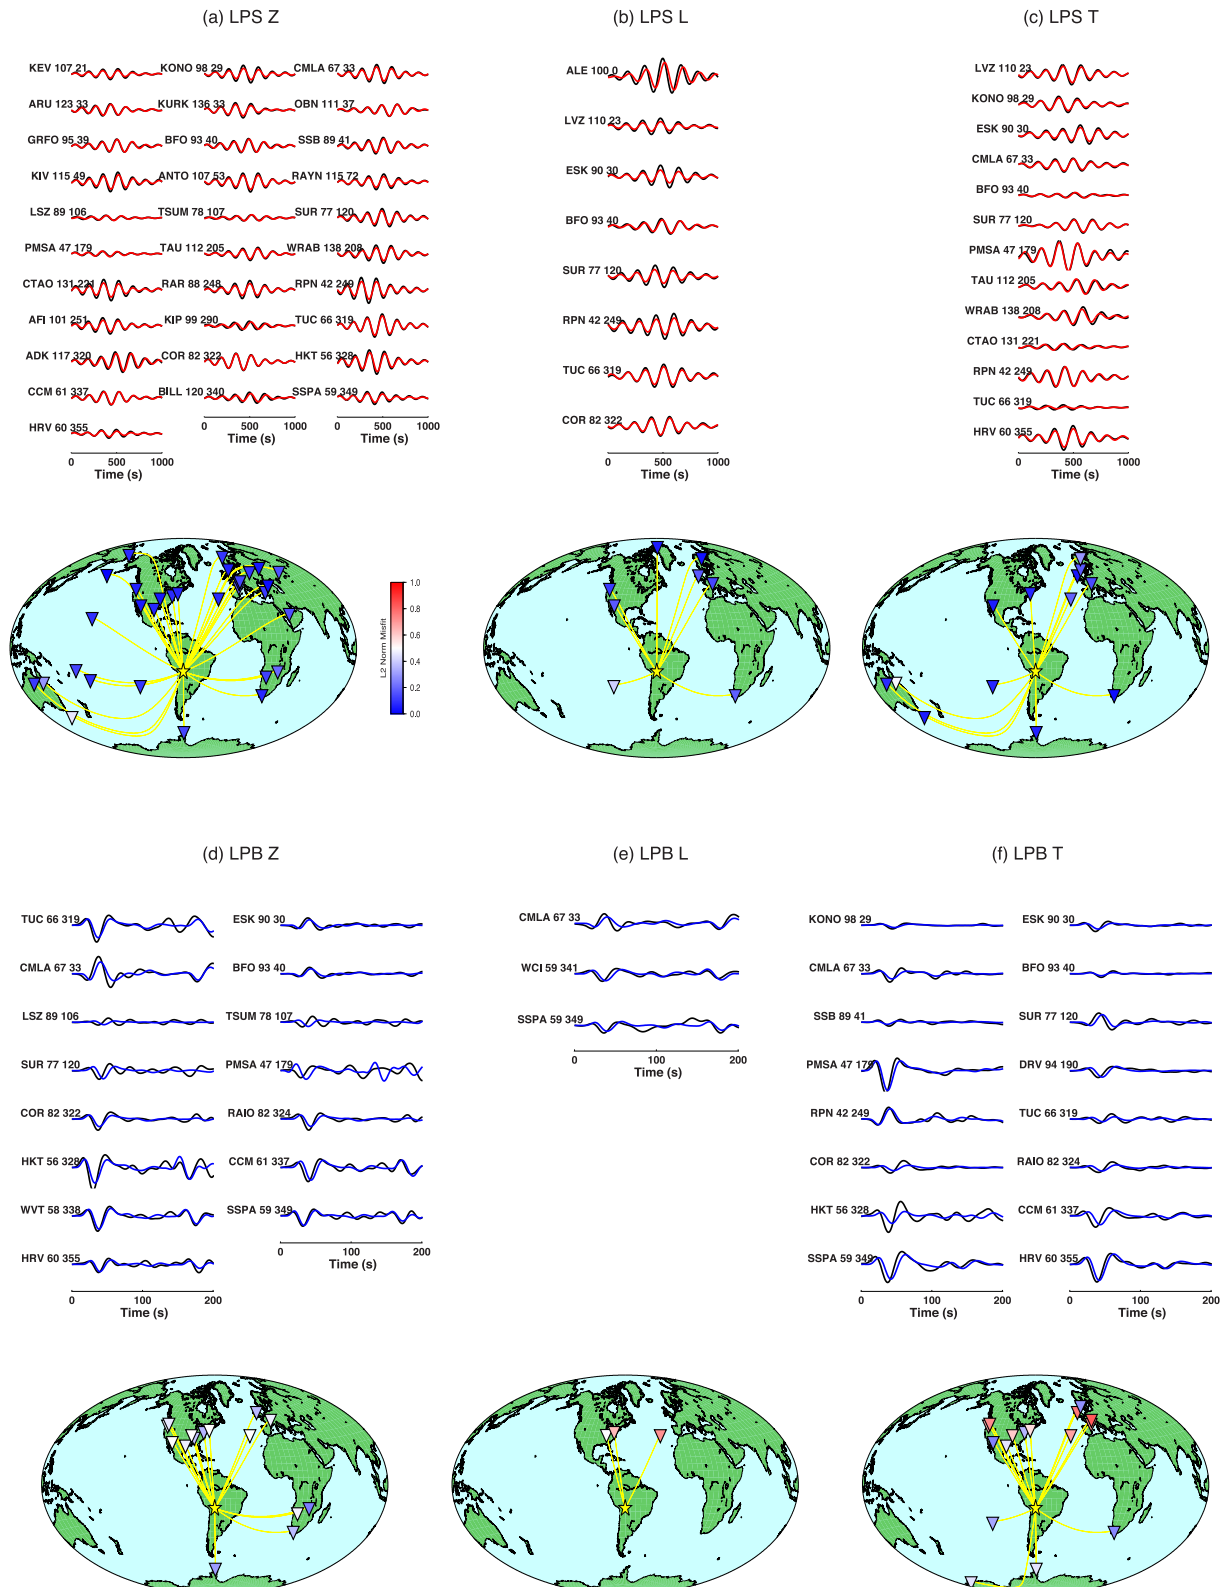 (a) LPS Z
(b) LPS L
(c) LPS T
KEV 107 21
KONO 98 29
CMLA 67 33
ARU 123 33
KURK 136 33
OBN 111 37
GRFO 95 39
BFO 93 40
SSB 89 41
KIV 115 49
ANTO 107 53
RAYN 115 72
LSZ 89 106
TSUM 78 107
SUR 77 120
PMSA 47 179
TAU 112 205
WRAB 138 208
CTAO 131 221
RAR 88 248
RPN 42 249
AFI 101 251
KIP 99 290
TUC 66 319
ADK 117 320
COR 82 322
HKT 56 328
CCM 61 337
BILL 120 340
SSPA 59 349
HRV 60 355
0 500 1000
Time (s)
0 500 1000
Time (s)
0 500 1000
Time (s)
ALE 100 0
LVZ 110 23
ESK 90 30
BFO 93 40
SUR 77 120
RPN 42 249
TUC 66 319
COR 82 322
0 500 1000
Time (s)
LVZ 110 23
KONO 98 29
ESK 90 30
CMLA 67 33
BFO 93 40
SUR 77 120
PMSA 47 179
TAU 112 205
WRAB 138 208
CTAO 131 221
RPN 42 249
TUC 66 319
HRV 60 355
0 500 1000
Time (s)
L2 Norm Misfit
1.0
0.8
0.6
0.4
0.2
0.0
(d) LPB Z
(e) LPB L
(f) LPB T
TUC 66 319
ESK 90 30
CMLA 67 33
BFO 93 40
LSZ 89 106
TSUM 78 107
SUR 77 120
PMSA 47 179
COR 82 322
RAIO 82 324
HKT 56 328
CCM 61 337
WVT 58 338
SSPA 59 349
HRV 60 355
0 100 200
Time (s)
0 100 200
Time (s)
CMLA 67 33
WCI 59 341
SSPA 59 349
0 100 200
Time (s)
KONO 98 29
ESK 90 30
CMLA 67 33
BFO 93 40
SSB 89 41
SUR 77 120
PMSA 47 179
DRV 94 190
RPN 42 249
TUC 66 319
COR 82 322
RAIO 82 324
HKT 56 328
CCM 61 337
SSPA 59 349
HRV 60 355
0 100 200
Time (s)
0 100 200
Time (s)